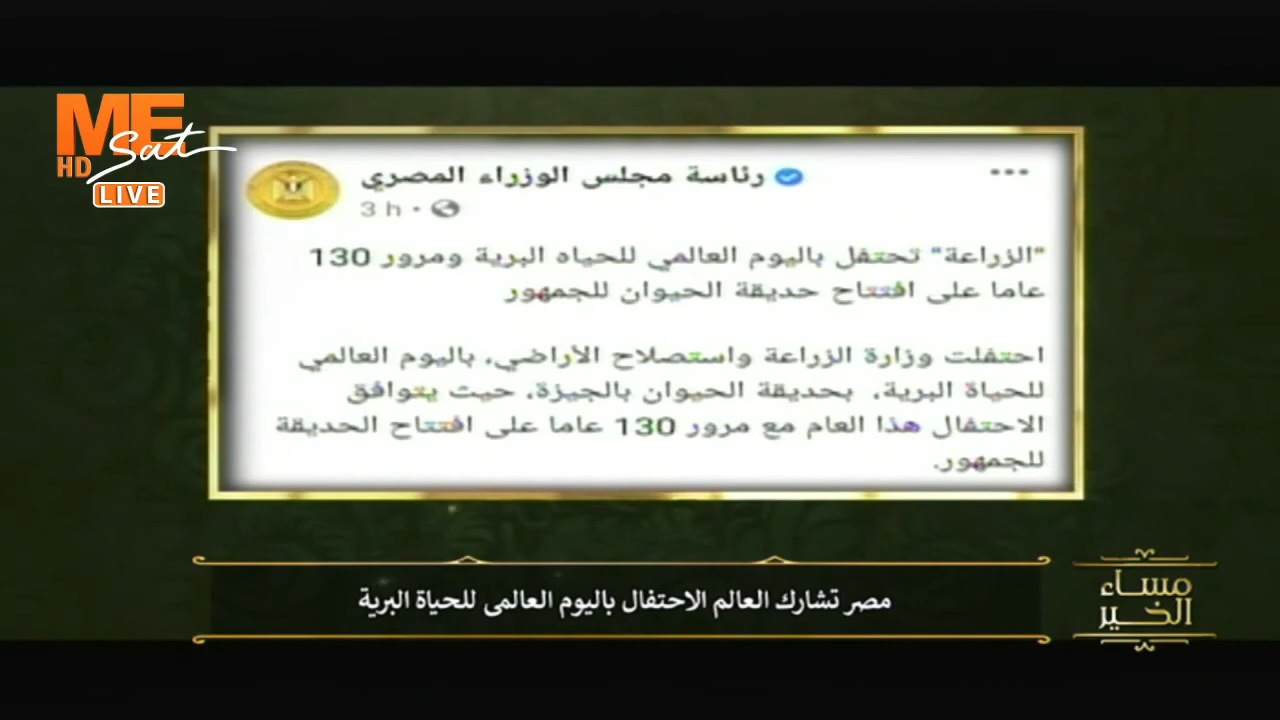 ME
Sat
HD
LIVE
رئاسة مجلس الوزراء المصري
3 h
"الزراعة" تحتفل باليوم العالمي للحياه البرية ومرور 130
عاما على افتتاح حديقة الحيوان للجمهور
احتفلت وزارة الزراعة واستصلاح الأراضي، باليوم العالمي
للحياة البرية، بحديقة الحيوان بالجيزة، حيث يتوافق
الاحتفال هذا العام مع مرور 130 عاما على افتتاح الحديقة
للجمهور.
مصر تشارك العالم الاحتفال باليوم العالمى للحياة البرية
مساء
الخير